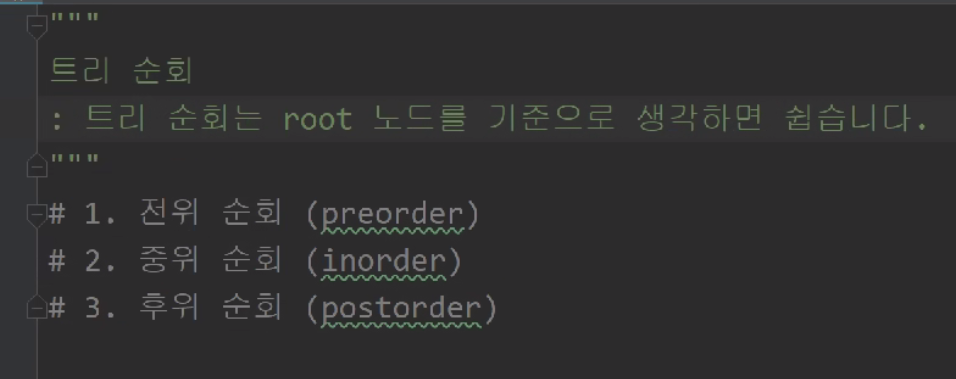 """
트리 순회
: 트리 순회는 root 노드를 기준으로 생각하면 쉽습니다.
"""
# 1. 전위 순회 (preorder)
# 2. 중위 순회 (inorder)
# 3. 후위 순회 (postorder)